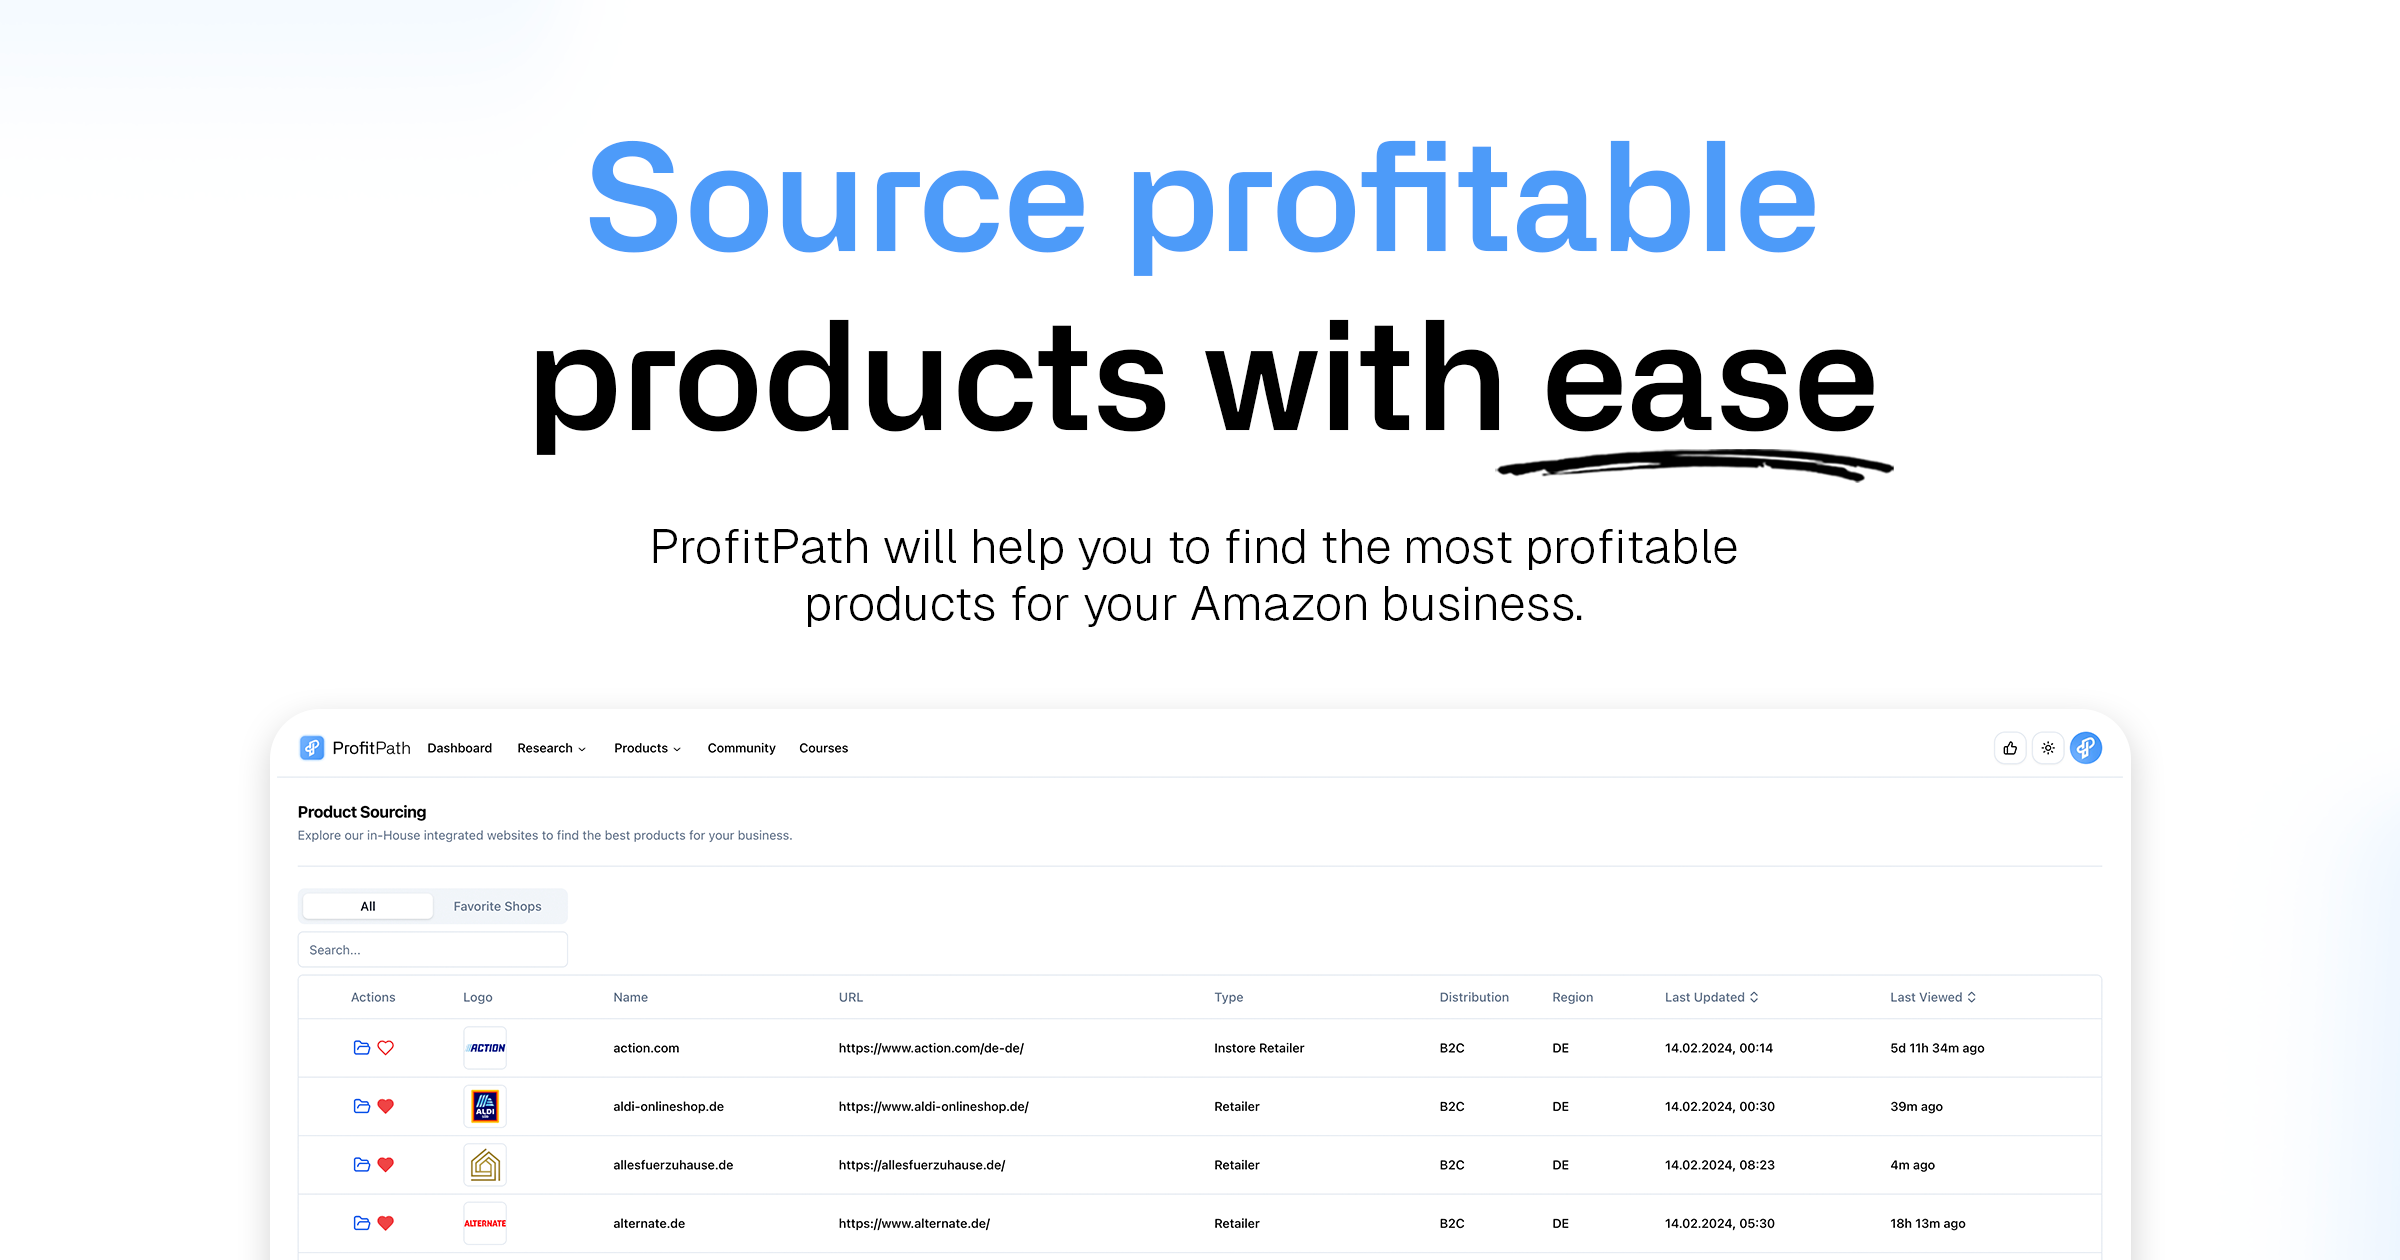 Source profitable
products with ease
ProfitPath will help you to find the most profitable
products for your Amazon business.
ProfitPath Dashboard Research Products Community Courses
Product Sourcing
Explore our in-House integrated websites to find the best products for your business.
All Favorite Shops
Search...
Actions Logo Name URL Type Distribution Region Last Updated Last Viewed
ACTION action.com https://www.action.com/de-de/ Instore Retailer B2C DE 14.02.2024, 00:14 5d 11h 34m ago
ALDI aldi-onlineshop.de https://www.aldi-onlineshop.de/ Retailer B2C DE 14.02.2024, 00:30 39m ago
allesfuerzuhause.de https://allesfuerzuhause.de/ Retailer B2C DE 14.02.2024, 08:23 4m ago
ALTERNATE alternate.de https://www.alternate.de/ Retailer B2C DE 14.02.2024, 05:30 18h 13m ago